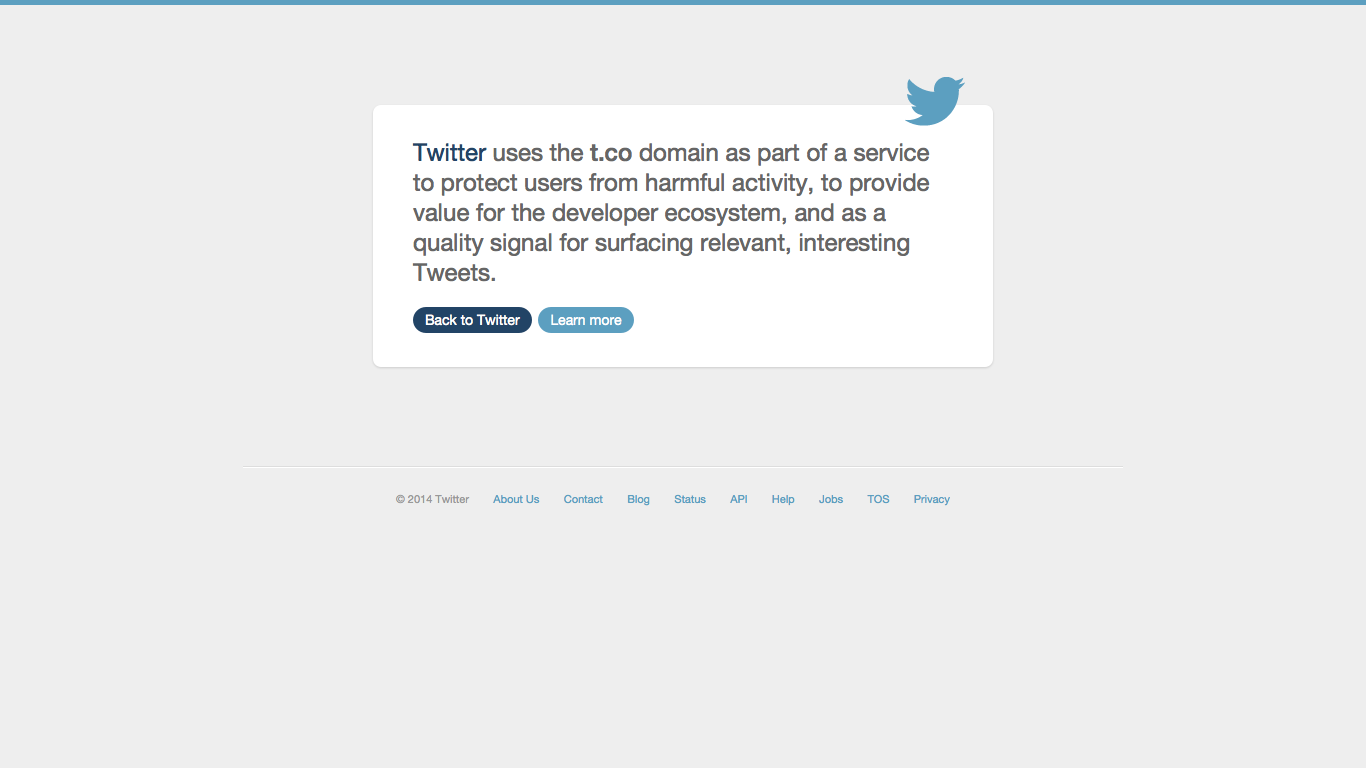 Twitter uses the t.co domain as part of a service
to protect users from harmful activity, to provide
value for the developer ecosystem, and as a
quality signal for surfacing relevant, interesting
Tweets.
Back to Twitter Learn more
© 2014 Twitter About Us Contact Blog Status API Help Jobs TOS Privacy